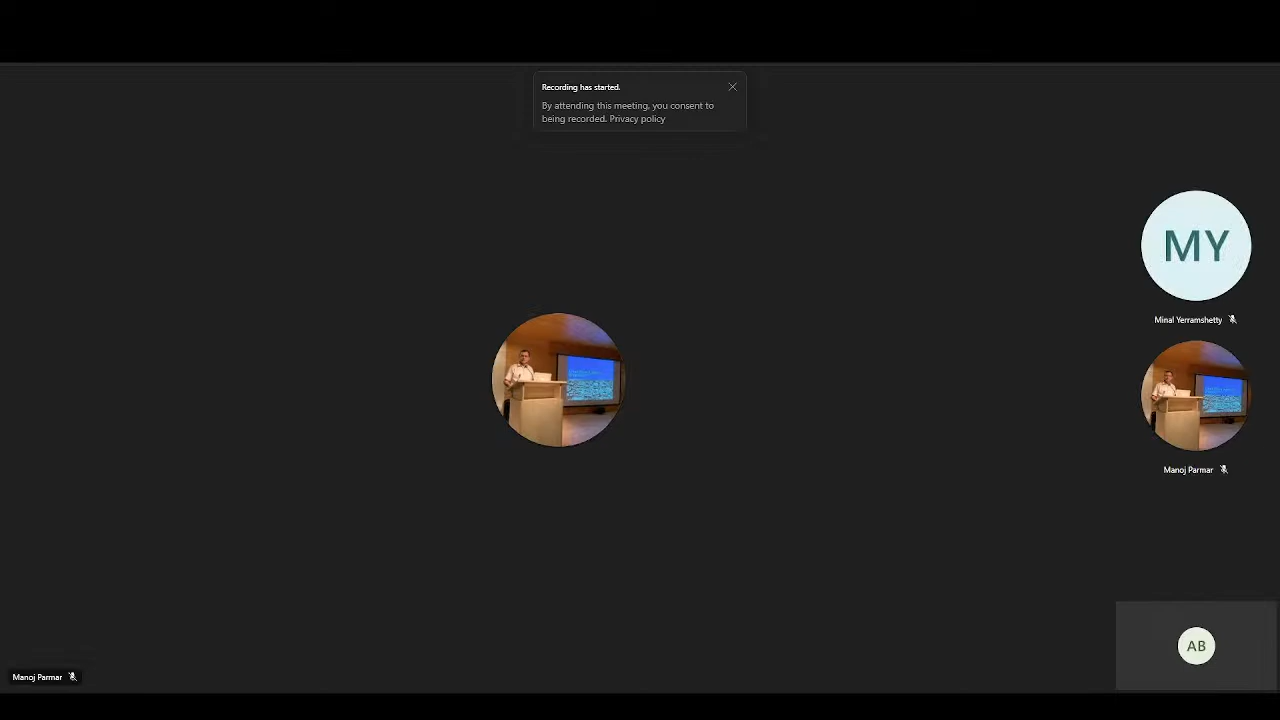 Recording has started.
By attending this meeting, you consent to
being recorded. Privacy policy
MY
Minal Yerramshetty
Manoj Parmar
AB
Manoj Parmar